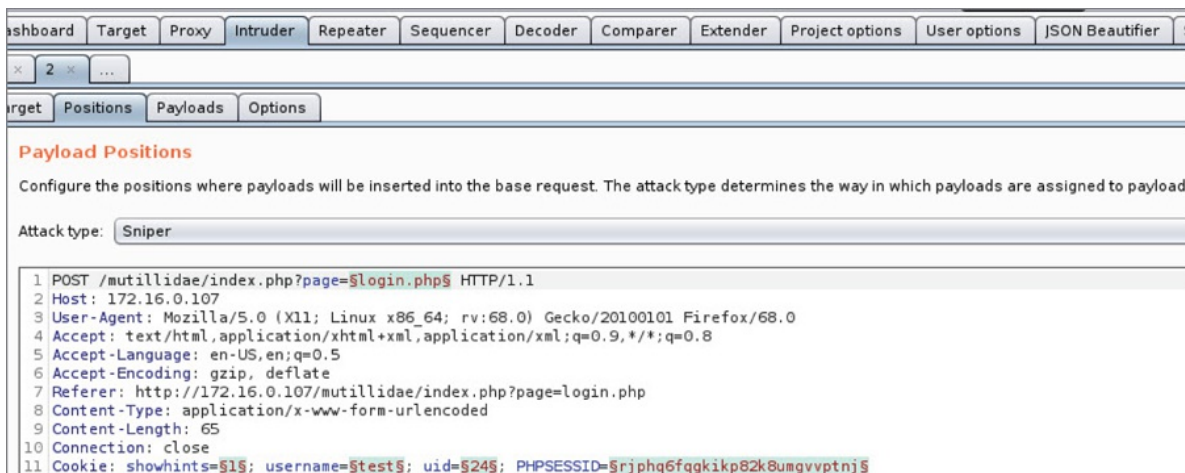 ashboard Target Proxy Intruder Repeater Sequencer Decoder Comparer Extender Project options User options JSON Beautifier
× 2 × ...
arget Positions Payloads Options
Payload Positions
Configure the positions where payloads will be inserted into the base request. The attack type determines the way in which payloads are assigned to payload
Attack type: Sniper
1 POST /mutillidae/index.php?page=§login.php§ HTTP/1.1
2 Host: 172.16.0.107
3 User-Agent: Mozilla/5.0 (X11; Linux x86_64; rv:68.0) Gecko/20100101 Firefox/68.0
4 Accept: text/html,application/xhtml+xml,application/xml;q=0.9,*/*;q=0.8
5 Accept-Language: en-US,en;q=0.5
6 Accept-Encoding: gzip, deflate
7 Referer: http://172.16.0.107/mutillidae/index.php?page=login.php
8 Content-Type: application/x-www-form-urlencoded
9 Content-Length: 65
10 Connection: close
11 Cookie: showhints=§1§; username=§test§; uid=§24§; PHPSESSID=§rjphq6fqgkikp82k8umgvvptnj§